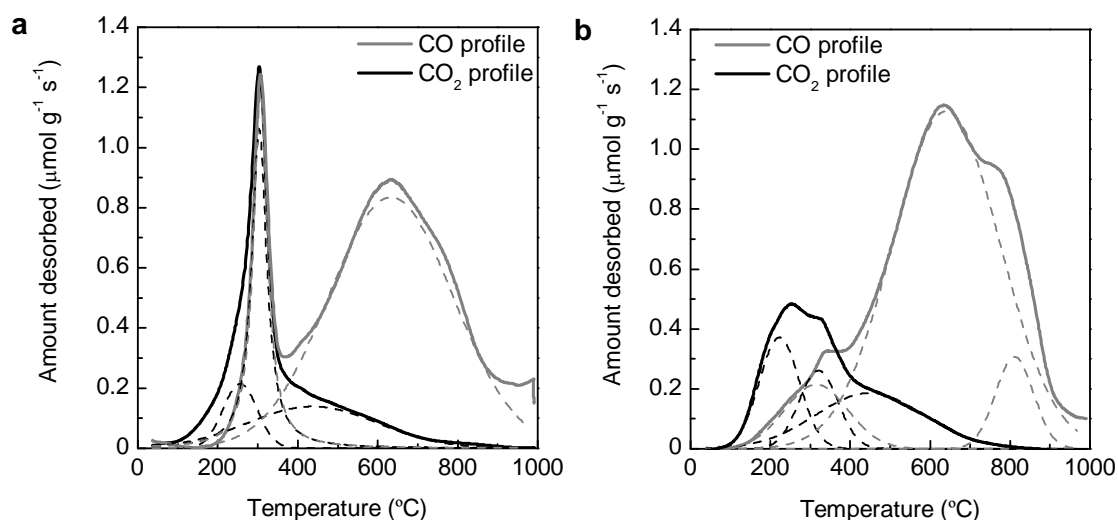 a
1.4
CO profile
CO2 profile
1.2
1.0
0.8
0.6
0.4
0.2
0
Amount desorbed (μmol g-1 s-1)
0 200 400 600 800 1000
Temperature (ºC)
b
1.4
CO profile
CO2 profile
1.2
1.0
0.8
0.6
0.4
0.2
0
Amount desorbed (μmol g-1 s-1)
0 200 400 600 800 1000
Temperature (ºC)